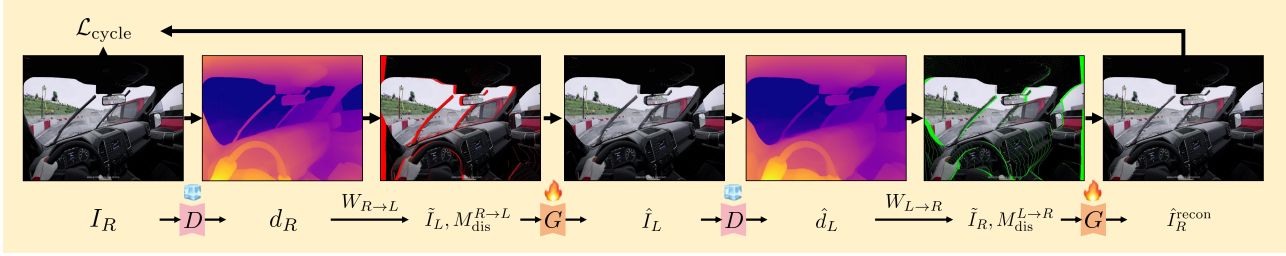 𝓛_cycle
I_R D d_R W_{R→L} Ĩ_L, M_dis^{R→L} G Î_L D d̂_L W_{L→R} Ĩ_R, M_dis^{L→R} G Î_R^recon